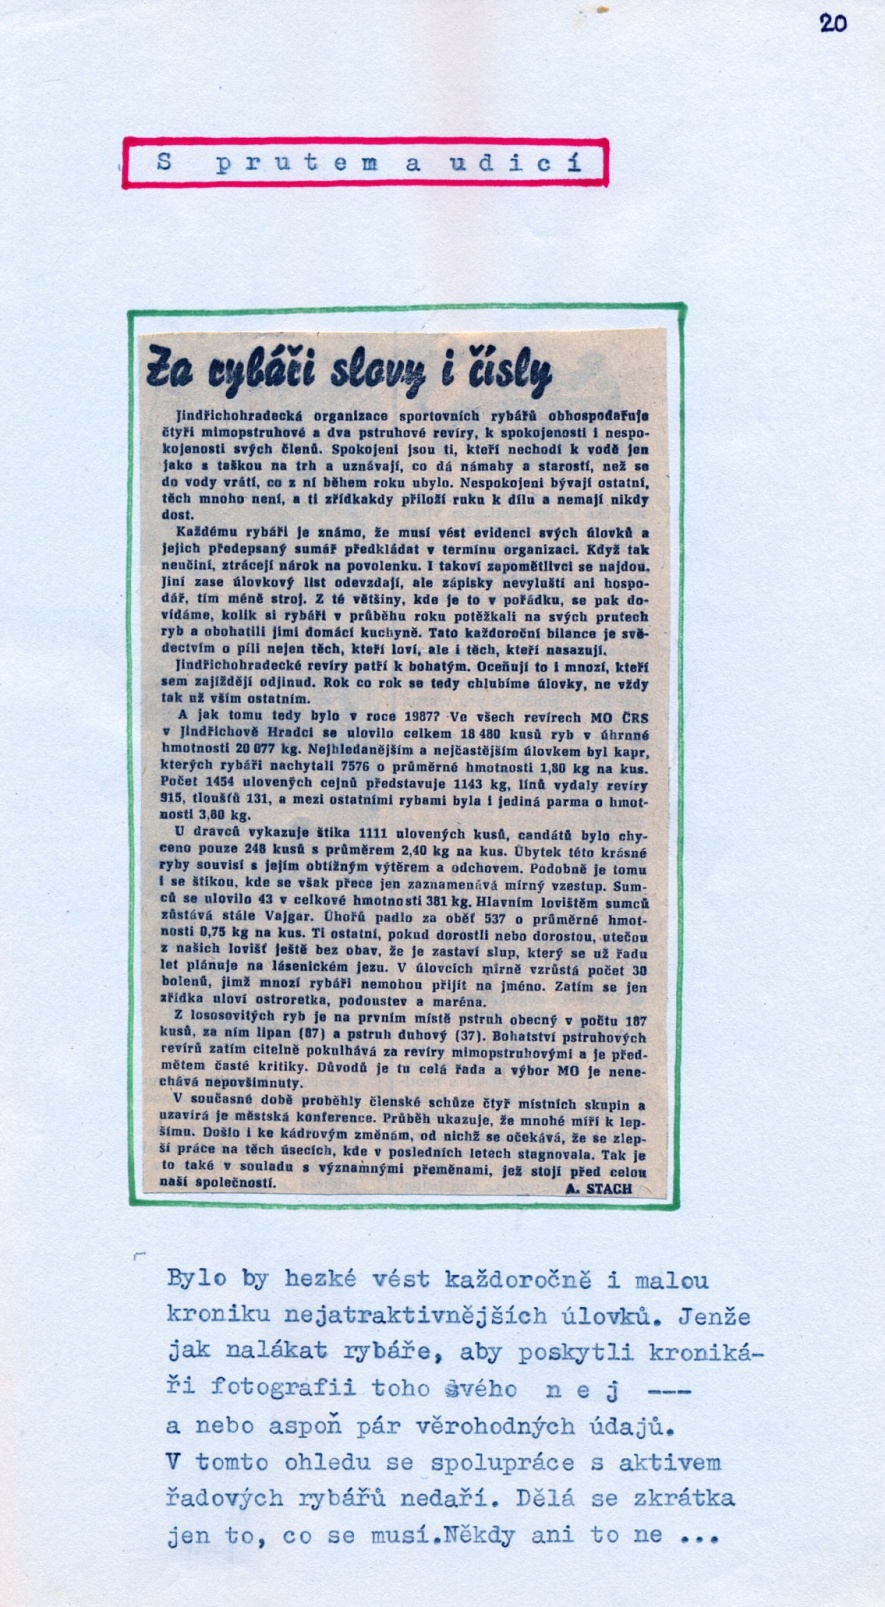 20
S prutem a udicí
Za rybáči slovy i čísly
Jindřichohradecká organizace sportovních rybářů obhospodařuje
čtyři mimopstruhové a dva pstruhové revíry, k spokojenosti i nespo-
kojenosti svých členů. Spokojeni jsou ti, kteří nechodí k vodě jen
jako s taškou na trh a uznávají, co dá námahy a starostí, než se
do vody vrátí, co z ní během roku ubylo. Nespokojeni bývají ostatní,
těch mnoho není, a ti zřídkakdy přiloží ruku k dílu a nemají nikdy
dost.
Každému rybáři je známo, že musí vést evidenci svých úlovků a
jejich předepsaný sumář předkládat v termínu organizaci. Když tak
neučiní, ztrácejí nárok na povolenku. I takoví zapomětlivci se najdou.
Jiní zase úlovkový list odevzdají, ale zápisky nevyluští ani hospo-
dář, tím méně stroj. Z té většiny, kde je to v pořádku, se pak do-
vídáme, kolik si rybáři v průběhu roku potěžkali na svých prutech
ryb a obohatili jimi domácí kuchyně. Tato každoroční bilance je svě-
dectvím o píli nejen těch, kteří loví, ale i těch, kteří nasazují.
Jindřichohradecké revíry patří k bohatým. Oceňují to i mnozí, kteří
sem zajíždějí odjinud. Rok co rok se tedy chlubíme úlovky, ne vždy
tak už vším ostatním.
A jak tomu tedy bylo v roce 1987? Ve všech revírech MO ČRS
v Jindřichově Hradci se ulovilo celkem 18 480 kusů ryb v úhrnné
hmotnosti 20 077 kg. Nejhledanějším a nejčastějším úlovkem byl kapr,
kterých rybáři nachytali 7576 o průměrné hmotnosti 1,80 kg na kus.
Počet 1454 ulovených cejnů představuje 1143 kg, línů vydaly revíry
915, tloušťů 131, a mezi ostatními rybami byla i jediná parma o hmot-
nosti 3,80 kg.
U dravců vykazuje štika 1111 ulovených kusů, candátů bylo chy-
ceno pouze 248 kusů s průměrem 2,40 kg na kus. Úbytek této krásné
ryby souvisí s jejím obtížným výtěrem a odchovem. Podobně je tomu
i se štikou, kde se však přece jen zaznamenává mírný vzestup. Sum-
ců se ulovilo 43 v celkové hmotnosti 381 kg. Hlavním lovištěm sumců
zůstává stále Vajgar. Úhořů padlo za oběť 537 o průměrné hmot-
nosti 0,75 kg na kus. Ti ostatní, pokud dorostli nebo dorostou, utečou
z našich lovišť ještě bez obav, že je zastaví slup, který se už řadu
let plánuje na lásenickém jezu. V úlovcích mírně vzrůstá počet 30
bolenů, jimž mnozí rybáři nemohou přijít na jméno. Zatím se jen
zřídka uloví ostroretka, podoustev a maréna.
Z lososovitých ryb je na prvním místě pstruh obecný v počtu 187
kusů, za ním lipan (87) a pstruh duhový (37). Bohatství pstruhových
revírů zatím citelně pokulhává za revíry mimopstruhovými a je před-
mětem časté kritiky. Důvodů je tu celá řada a výbor MO je nene-
chává nepovšimnuty.
V současné době proběhly členské schůze čtyř místních skupin a
uzavírá je městská konference. Průběh ukazuje, že mnohé míří k lep-
šímu. Došlo i ke kádrovým změnám, od nichž se očekává, že se zlep-
ší práce na těch úsecích, kde v posledních letech stagnovala. Tak je
to také v souladu s významnými přeměnami, jež stojí před celou
naší společností.
A. STACH
Bylo by hezké vést každoročně i malou
kroniku nejatraktivnějších úlovků. Jenže
jak nalákat rybáře, aby poskytli kroniká-
ři fotografii toho svého n e j ---
a nebo aspoň pár věrohodných údajů.
V tomto ohledu se spolupráce s aktivem
řadových rybářů nedaří. Dělá se zkrátka
jen to, co se musí.Někdy ani to ne ...